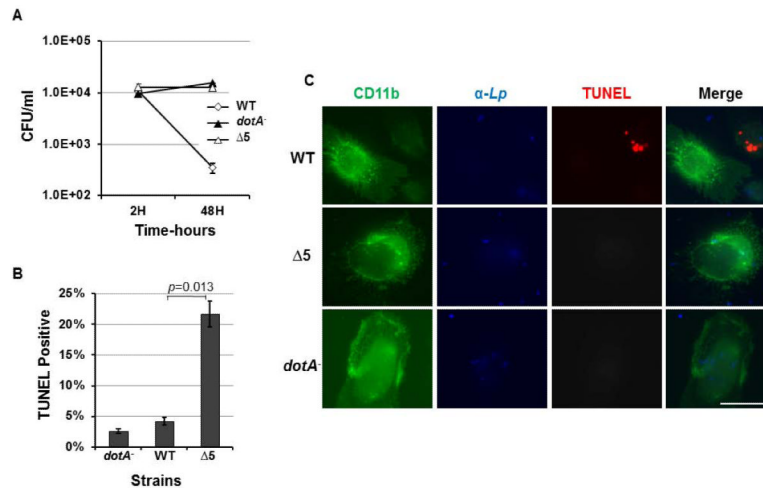 A
1.0E+05
1.0E+04
1.0E+03
1.0E+02
CFU/ml
WT
dotA-
Δ5
2H 48H
Time-hours
B
p=0.013
25%
20%
15%
10%
5%
0%
TUNEL Positive
dotA- WT Δ5
Strains
C
CD11b α-Lp TUNEL Merge
WT
Δ5
dotA-